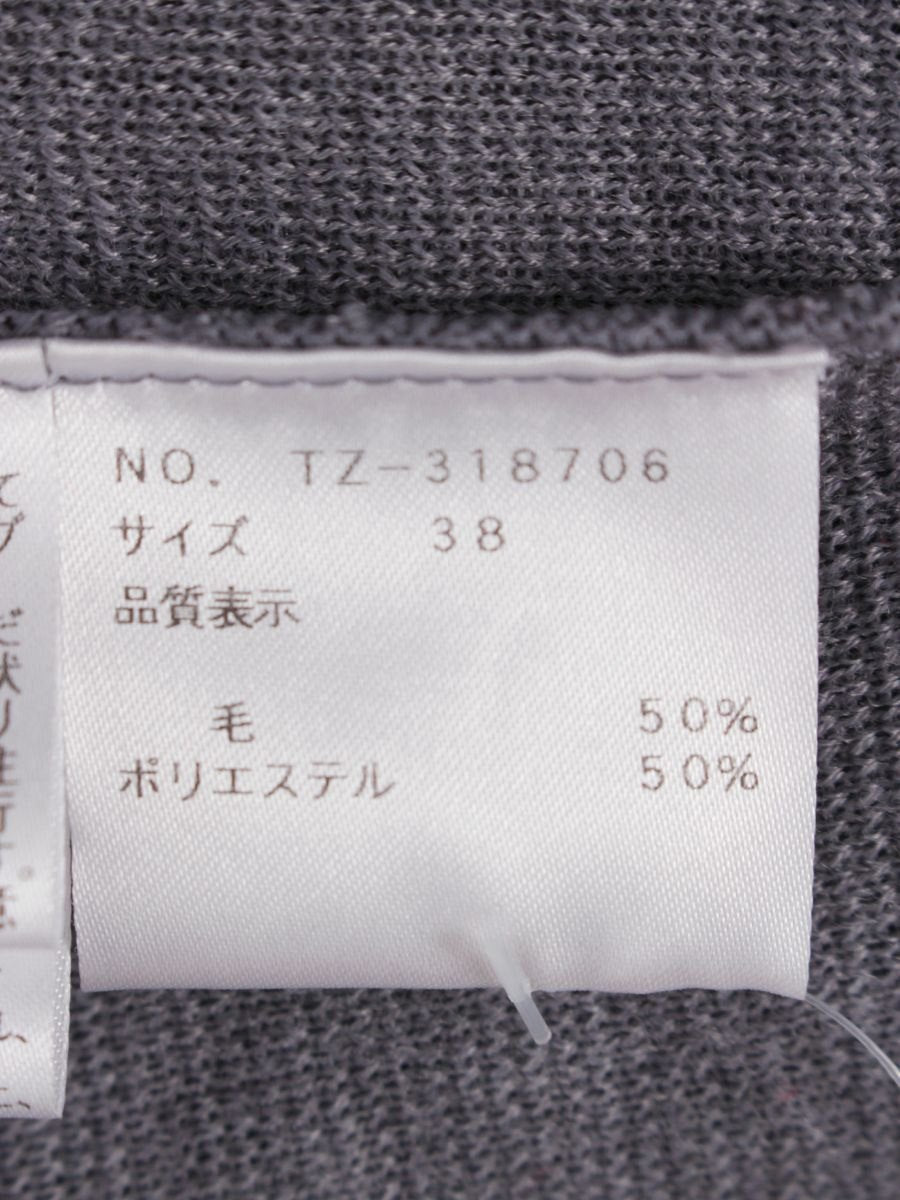 NO. TZ-318706
サイズ 38
品質表示
毛 50%
ポリエステル 50%